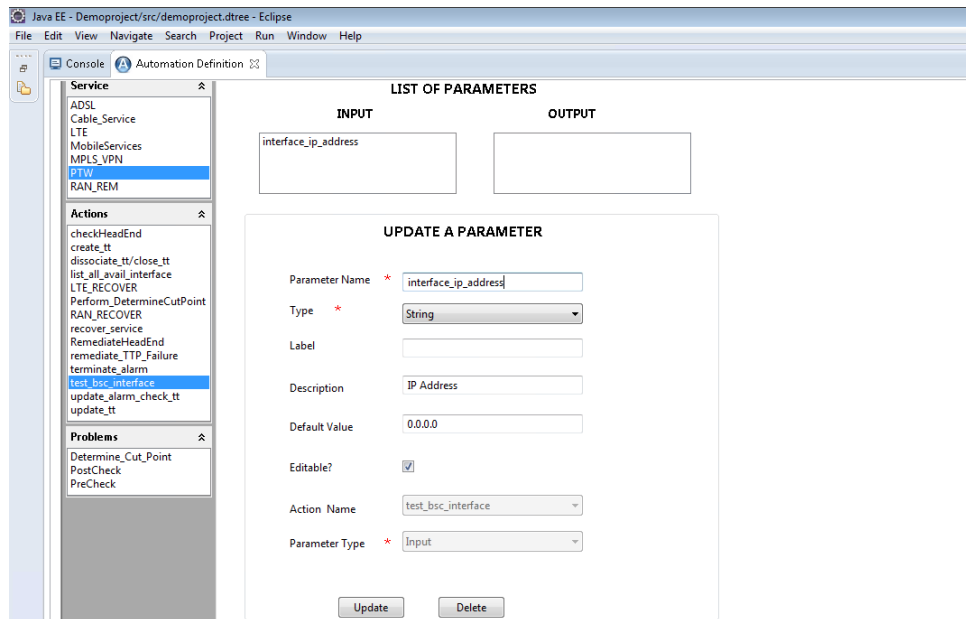 Java EE - Demoproject/src/demoproject.dtree - Eclipse
File Edit View Navigate Search Project Run Window Help
Console Automation Definition
Service
ADSL
Cable_Service
LTE
MobileServices
MPLS_VPN
PTW
RAN_REM
Actions
checkHeadEnd
create_tt
dissociate_tt/close_tt
list_all_avail_interface
LTE_RECOVER
Perform_DetermineCutPoint
RAN_RECOVER
recover_service
RemediateHeadEnd
remediate_TTP_Failure
terminate_alarm
test_bsc_interface
update_alarm_check_tt
update_tt
Problems
Determine_Cut_Point
PostCheck
PreCheck
LIST OF PARAMETERS
INPUT OUTPUT
interface_ip_address
UPDATE A PARAMETER
Parameter Name * interface_ip_address
Type * String
Label
Description IP Address
Default Value 0.0.0.0
Editable?
Action Name test_bsc_interface
Parameter Type * Input
Update Delete